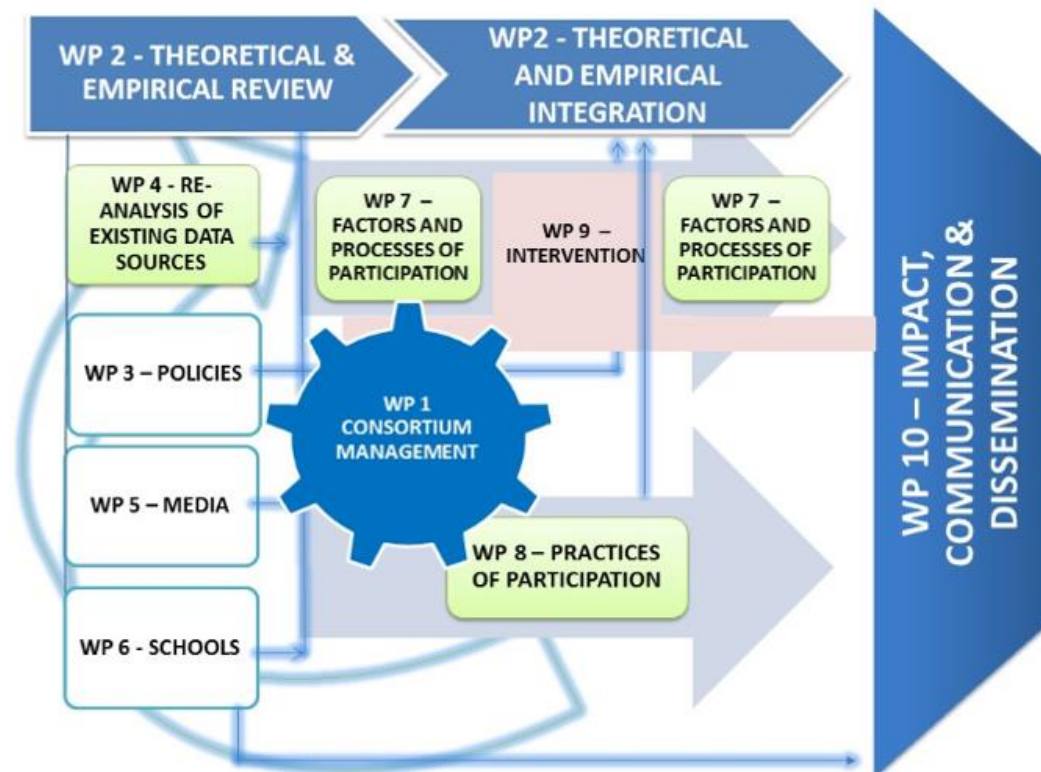 WP 2 - THEORETICAL &
EMPIRICAL REVIEW
WP2 - THEORETICAL
AND EMPIRICAL
INTEGRATION
WP 4 - RE-
ANALYSIS OF
EXISTING DATA
SOURCES
WP 7 –
FACTORS AND
PROCESSES OF
PARTICIPATION
WP 9 –
INTERVENTION
WP 7 –
FACTORS AND
PROCESSES OF
PARTICIPATION
WP 3 – POLICIES
WP 1
CONSORTIUM
MANAGEMENT
WP 5 – MEDIA
WP 8 – PRACTICES
OF PARTICIPATION
WP 6 - SCHOOLS
WP 10 – IMPACT,
COMMUNICATION &
DISSEMINATION